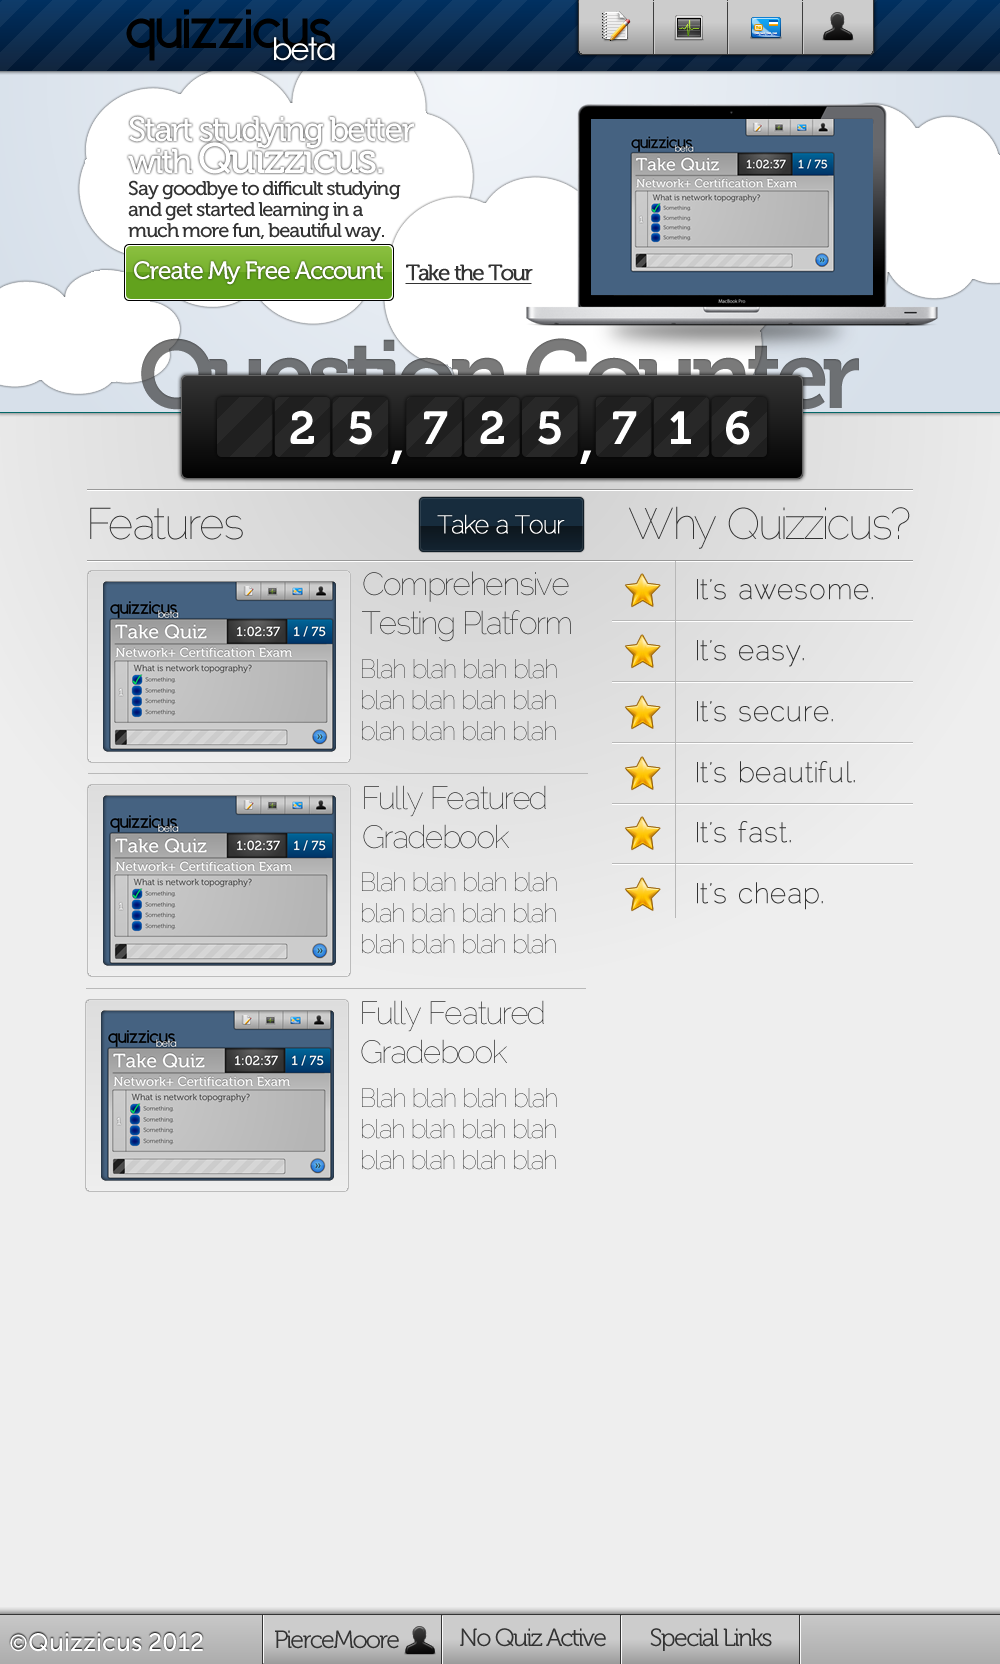 quizzicus
beta
Start studying better
with Quizzicus.
Say goodbye to difficult studying
and get started learning in a
much more fun, beautiful way.
Create My Free Account
Take the Tour
quizzicus
beta
Take Quiz 1:02:37 1 / 75
Network+ Certification Exam
What is network topography?
1
Something.
Something.
Something.
Something.
MacBook Pro
Question Counter
25,725,716
Features
Take a Tour
Why Quizzicus?
quizzicus
beta
Take Quiz 1:02:37 1 / 75
Network+ Certification Exam
What is network topography?
1
Something.
Something.
Something.
Something.
Comprehensive
Testing Platform
Blah blah blah blah
blah blah blah blah
blah blah blah blah
quizzicus
beta
Take Quiz 1:02:37 1 / 75
Network+ Certification Exam
What is network topography?
1
Something.
Something.
Something.
Something.
Fully Featured
Gradebook
Blah blah blah blah
blah blah blah blah
blah blah blah blah
quizzicus
beta
Take Quiz 1:02:37 1 / 75
Network+ Certification Exam
What is network topography?
1
Something.
Something.
Something.
Something.
Fully Featured
Gradebook
Blah blah blah blah
blah blah blah blah
blah blah blah blah
It's awesome.
It's easy.
It's secure.
It's beautiful.
It's fast.
It's cheap.
©Quizzicus 2012
PierceMoore
No Quiz Active
Special Links